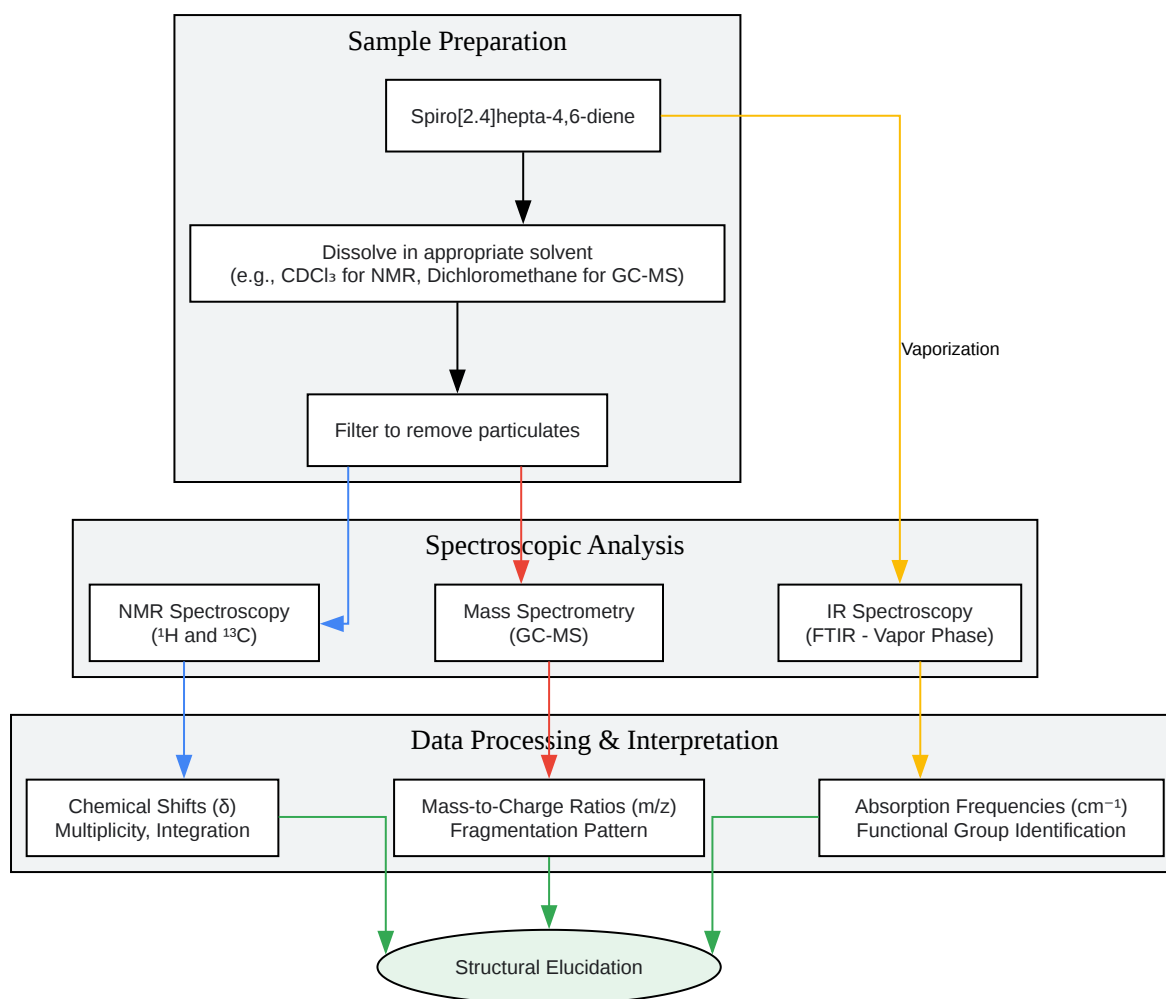 Sample Preparation
Spiro[2.4]hepta-4,6-diene
Dissolve in appropriate solvent
(e.g., CDCl₃ for NMR, Dichloromethane for GC-MS)
Vaporization
Filter to remove particulates
Spectroscopic Analysis
NMR Spectroscopy
(¹H and ¹³C)
Mass Spectrometry
(GC-MS)
IR Spectroscopy
(FTIR - Vapor Phase)
Data Processing & Interpretation
Chemical Shifts (δ)
Multiplicity, Integration
Mass-to-Charge Ratios (m/z)
Fragmentation Pattern
Absorption Frequencies (cm⁻¹)
Functional Group Identification
Structural Elucidation